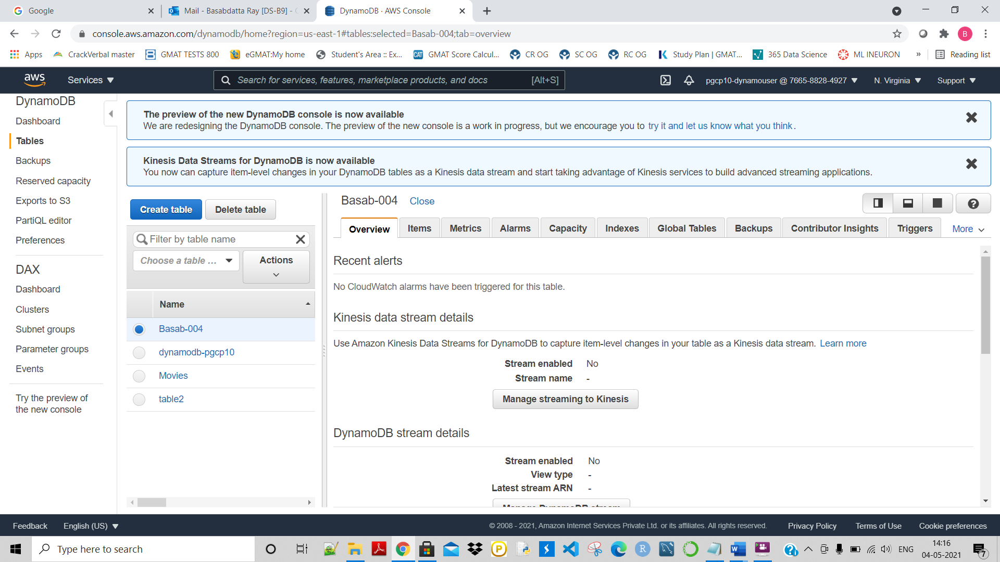 Google
Mail - Basabdatta Ray [DS-B9] -
DynamoDB · AWS Console
console.aws.amazon.com/dynamodb/home?region=us-east-1#tables:selected=Basab-004;tab=overview
B
Apps
CrackVerbal master
GMAT TESTS 800
eGMAT:My home
Student's Area :: Ex...
CAT
GMAT Score Calcul...
CR OG
SC OG
RC OG
Study Plan | GMAT...
365 Data Science
ML INEURON
»
Reading list
aws
Services
Search for services, features, marketplace products, and docs
[Alt+S]
pgcp10-dynamouser @ 7665-8828-4927
N. Virginia
Support
DynamoDB
Dashboard
Tables
Backups
Reserved capacity
Exports to S3
PartiQL editor
Preferences
DAX
Dashboard
Clusters
Subnet groups
Parameter groups
Events
Try the preview of
the new console
The preview of the new DynamoDB console is now available
We are redesigning the DynamoDB console. The preview of the new console is a work in progress, but we encourage you to try it and let us know what you think.
Kinesis Data Streams for DynamoDB is now available
You now can capture item-level changes in your DynamoDB tables as a Kinesis data stream and start taking advantage of Kinesis services to build advanced streaming applications.
Create table
Delete table
Filter by table name
Choose a table ...
Actions
Name
Basab-004
dynamodb-pgcp10
Movies
table2
Basab-004
Close
Overview
Items
Metrics
Alarms
Capacity
Indexes
Global Tables
Backups
Contributor Insights
Triggers
More
Recent alerts
No CloudWatch alarms have been triggered for this table.
Kinesis data stream details
Use Amazon Kinesis Data Streams for DynamoDB to capture item-level changes in your table as a Kinesis data stream. Learn more
Stream enabled No
Stream name -
Manage streaming to Kinesis
DynamoDB stream details
Stream enabled No
View type -
Latest stream ARN -
Manage DynamoDB stream
Feedback
English (US)
© 2008 - 2021, Amazon Internet Services Private Ltd. or its affiliates. All rights reserved.
Privacy Policy
Terms of Use
Cookie preferences
Type here to search
ENG
14:16
04-05-2021
7